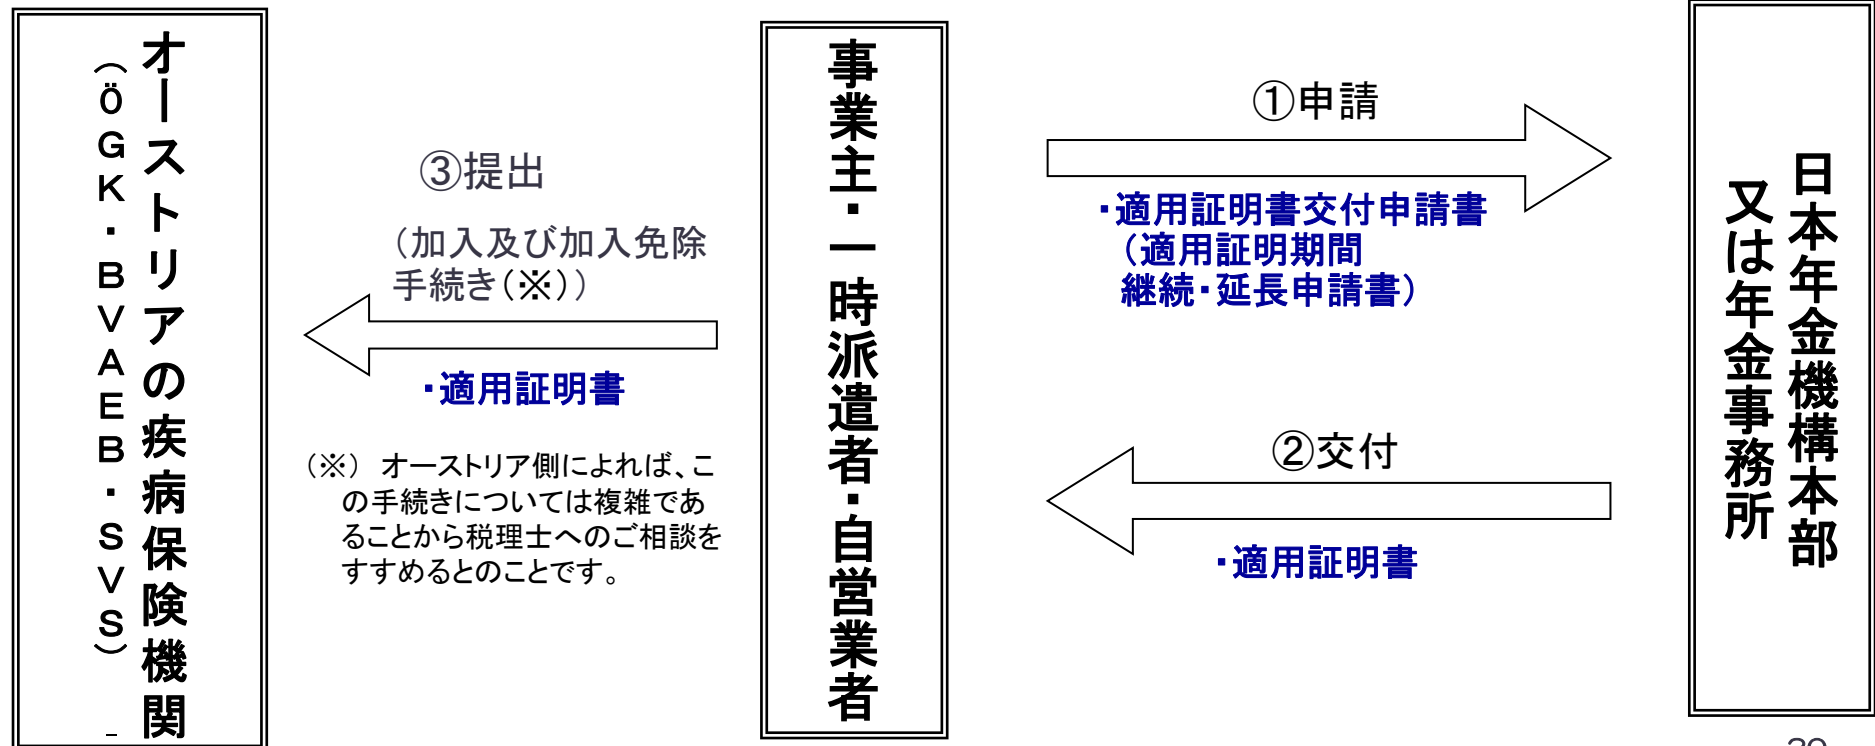 オーストリアの疾病保険機関
（ÖGK・BVAEB・SVS）
③提出
（加入及び加入免除
手続き（※））
・適用証明書
（※） オーストリア側によれば、こ
の手続きについては複雑であ
ることから税理士へのご相談を
すすめるとのことです。
事業主・一時派遣者・自営業者
①申請
・適用証明書交付申請書
（適用証明期間
継続・延長申請書）
②交付
・適用証明書
日本年金機構本部
又は年金事務所